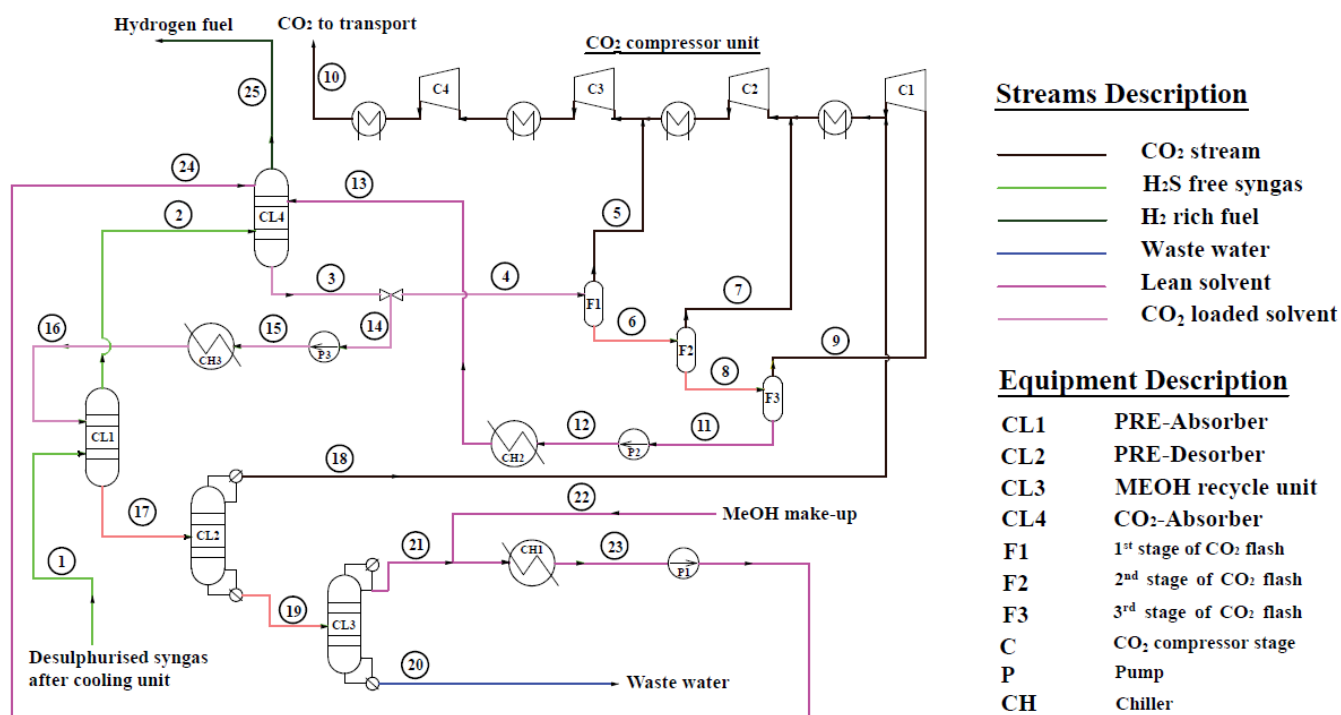 Hydrogen fuel
CO₂ to transport
CO₂ compressor unit
10
C4
C3
C2
C1
25
24
13
2
CL4
5
3
4
7
F1
16
15
14
6
9
P3
CH3
F2
8
F3
CL1
12
11
CH2
P2
18
17
22
MeOH make-up
CL2
21
CH1
23
1
P1
19
CL3
20
Desulphurised syngas
after cooling unit
Waste water
Streams Description
CO₂ stream
H₂S free syngas
H₂ rich fuel
Waste water
Lean solvent
CO₂ loaded solvent
Equipment Description
CL1 PRE-Absorber
CL2 PRE-Desorber
CL3 MEOH recycle unit
CL4 CO₂-Absorber
F1 1st stage of CO₂ flash
F2 2nd stage of CO₂ flash
F3 3rd stage of CO₂ flash
C CO₂ compressor stage
P Pump
CH Chiller